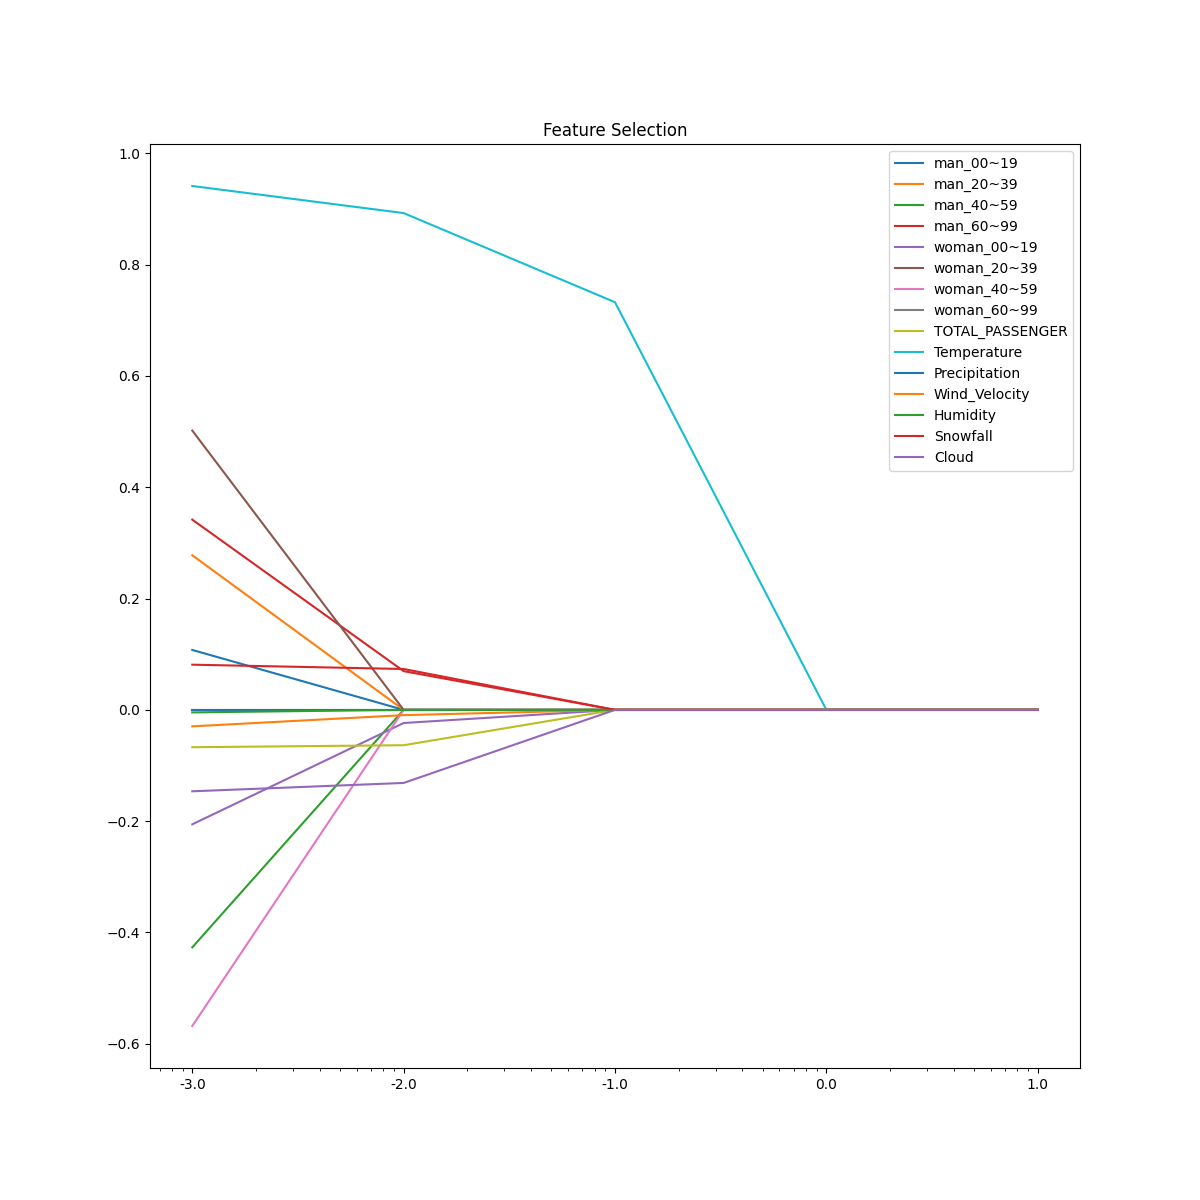 Feature Selection
1.0
0.8
0.6
0.4
0.2
0.0
−0.2
−0.4
−0.6
-3.0
-2.0
-1.0
0.0
1.0
man_00~19
man_20~39
man_40~59
man_60~99
woman_00~19
woman_20~39
woman_40~59
woman_60~99
TOTAL_PASSENGER
Temperature
Precipitation
Wind_Velocity
Humidity
Snowfall
Cloud